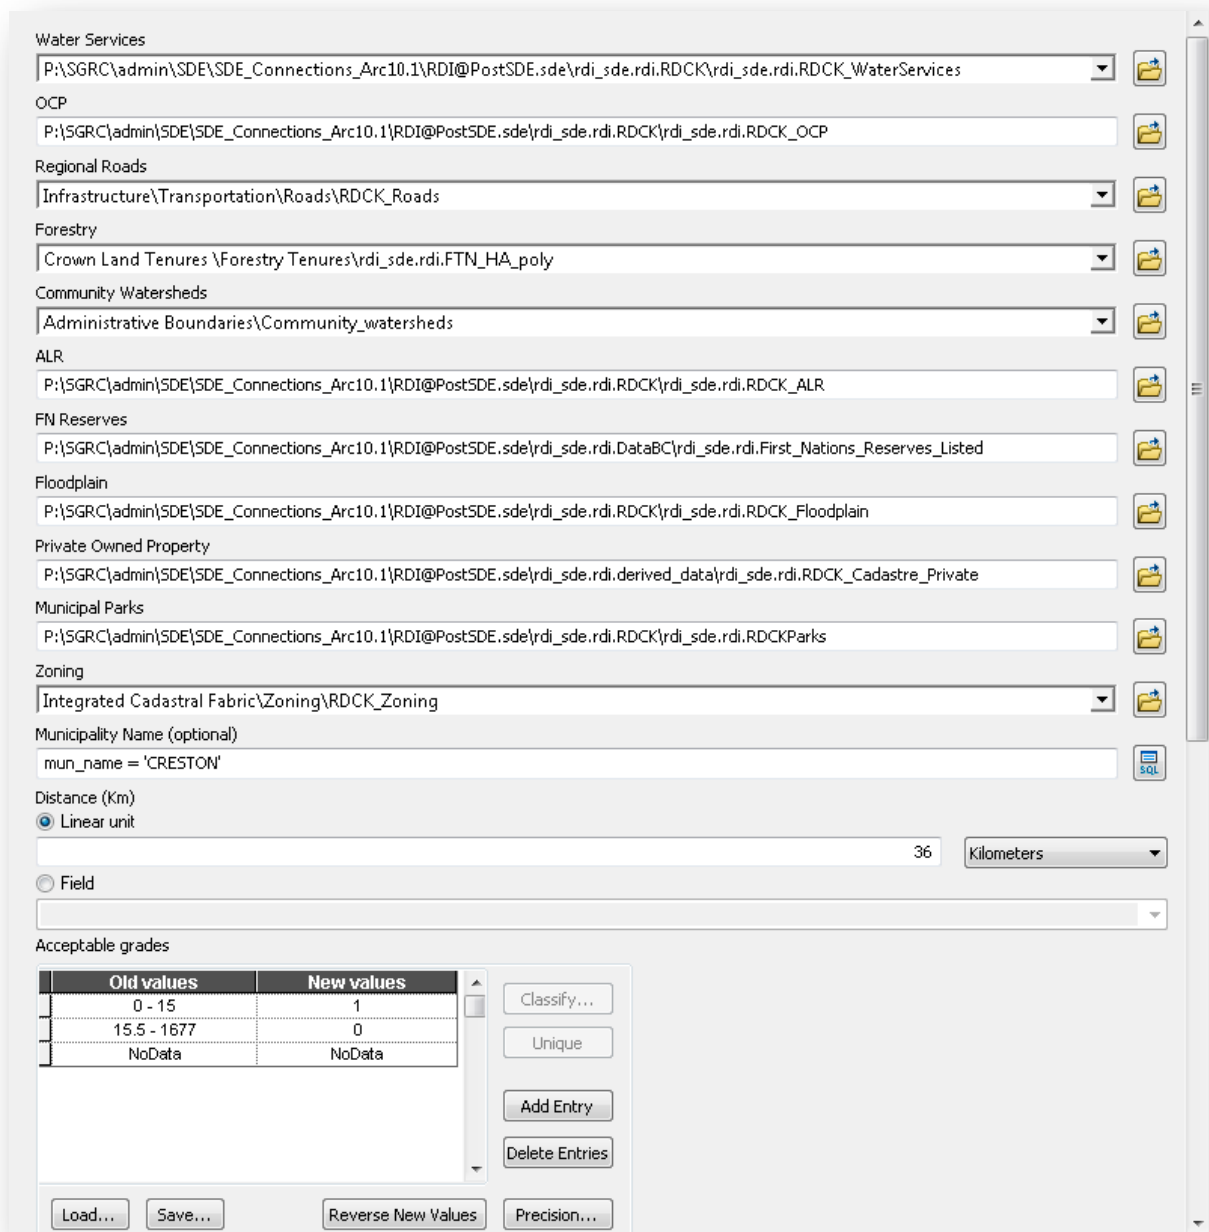 Water Services
P:\SGRC\admin\SDE\SDE_Connections_Arc10.1\RDI@PostSDE.sde\rdi_sde.rdi.RDCK\rdi_sde.rdi.RDCK_WaterServices
OCP
P:\SGRC\admin\SDE\SDE_Connections_Arc10.1\RDI@PostSDE.sde\rdi_sde.rdi.RDCK\rdi_sde.rdi.RDCK_OCP
Regional Roads
Infrastructure\Transportation\Roads\RDCK_Roads
Forestry
Crown Land Tenures \Forestry Tenures\rdi_sde.rdi.FTN_HA_poly
Community Watersheds
Administrative Boundaries\Community_watersheds
ALR
P:\SGRC\admin\SDE\SDE_Connections_Arc10.1\RDI@PostSDE.sde\rdi_sde.rdi.RDCK\rdi_sde.rdi.RDCK_ALR
FN Reserves
P:\SGRC\admin\SDE\SDE_Connections_Arc10.1\RDI@PostSDE.sde\rdi_sde.rdi.DataBC\rdi_sde.rdi.First_Nations_Reserves_Listed
Floodplain
P:\SGRC\admin\SDE\SDE_Connections_Arc10.1\RDI@PostSDE.sde\rdi_sde.rdi.RDCK\rdi_sde.rdi.RDCK_Floodplain
Private Owned Property
P:\SGRC\admin\SDE\SDE_Connections_Arc10.1\RDI@PostSDE.sde\rdi_sde.rdi.derived_data\rdi_sde.rdi.RDCK_Cadastre_Private
Municipal Parks
P:\SGRC\admin\SDE\SDE_Connections_Arc10.1\RDI@PostSDE.sde\rdi_sde.rdi.RDCK\rdi_sde.rdi.RDCKParks
Zoning
Integrated Cadastral Fabric\Zoning\RDCK_Zoning
Municipality Name (optional)
mun_name = 'CRESTON'
SQL
Distance (Km)
Linear unit
36 Kilometers
Field
Acceptable grades
Old values New values
0 - 15 1
15.5 - 1677 0
NoData NoData
Classify...
Unique
Add Entry
Delete Entries
Load... Save... Reverse New Values Precision...